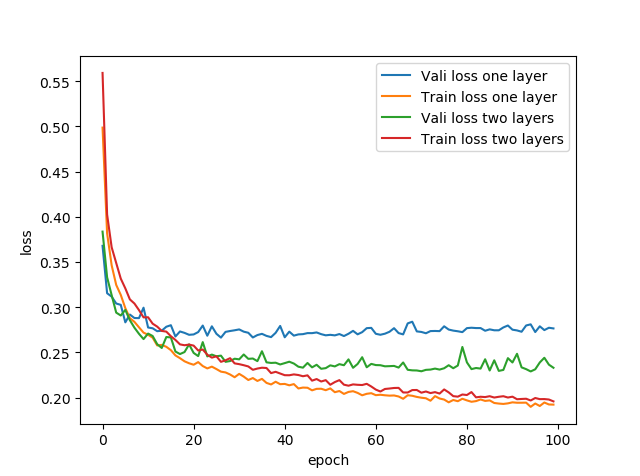 Vali loss one layer
Train loss one layer
Vali loss two layers
Train loss two layers
0.55
0.50
0.45
0.40
0.35
0.30
0.25
0.20
loss
0 20 40 60 80 100
epoch